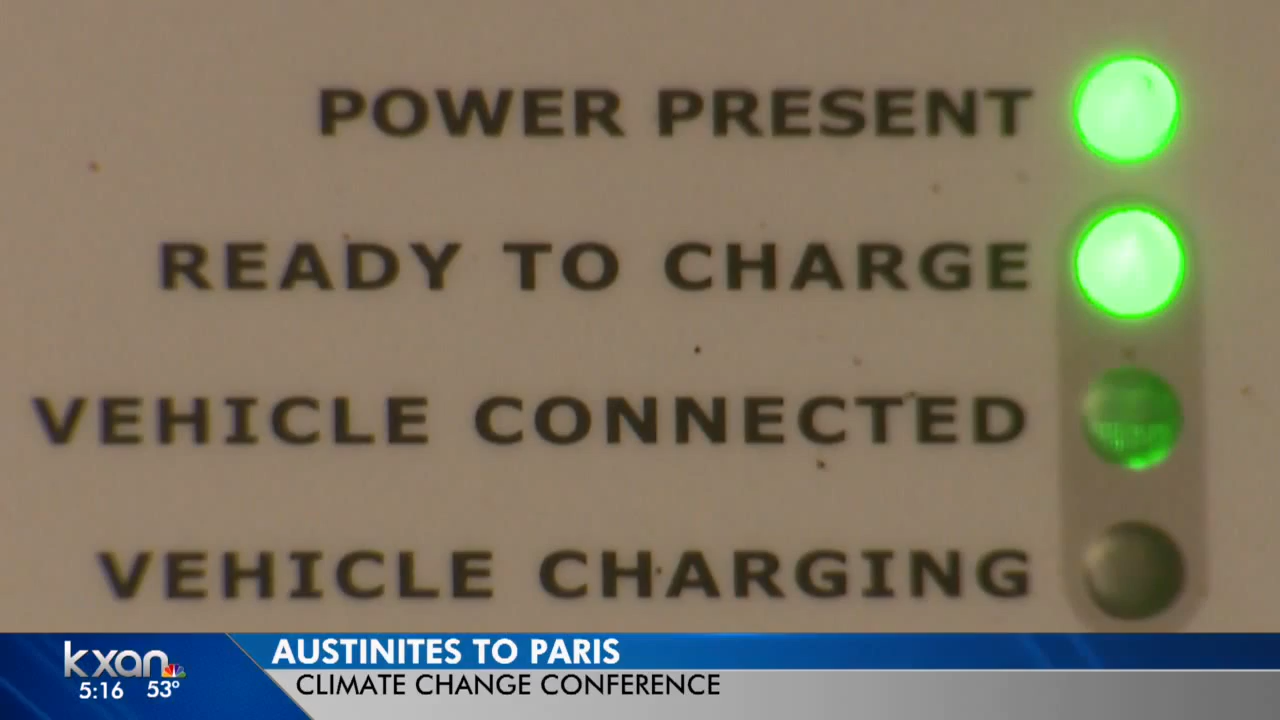 POWER PRESENT
READY TO CHARGE
VEHICLE CONNECTED
VEHICLE CHARGING
kxan
5:16 53°
AUSTINITES TO PARIS
CLIMATE CHANGE CONFERENCE